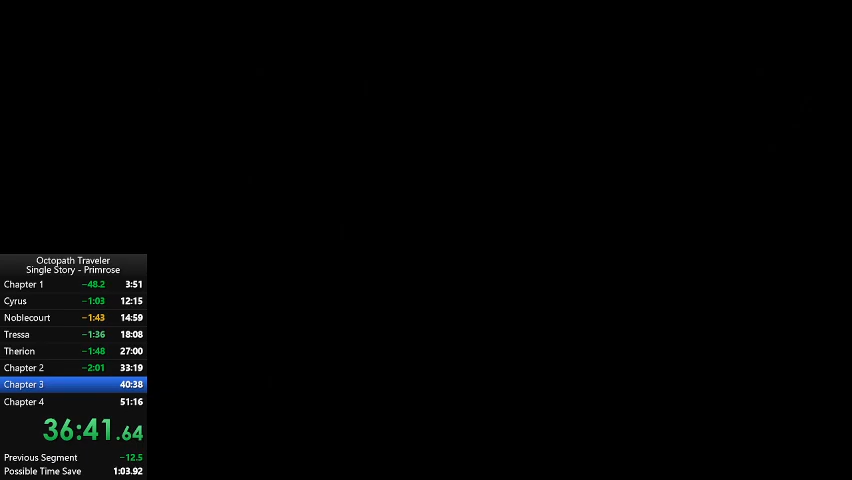 Octopath Traveler
Single Story - Primrose
Chapter 1 −48.2 3:51
Cyrus −1:03 12:15
Noblecourt −1:43 14:59
Tressa −1:36 18:08
Therion −1:48 27:00
Chapter 2 −2:01 33:19
Chapter 3 40:38
Chapter 4 51:16
36:41.64
Previous Segment −12.5
Possible Time Save 1:03.92